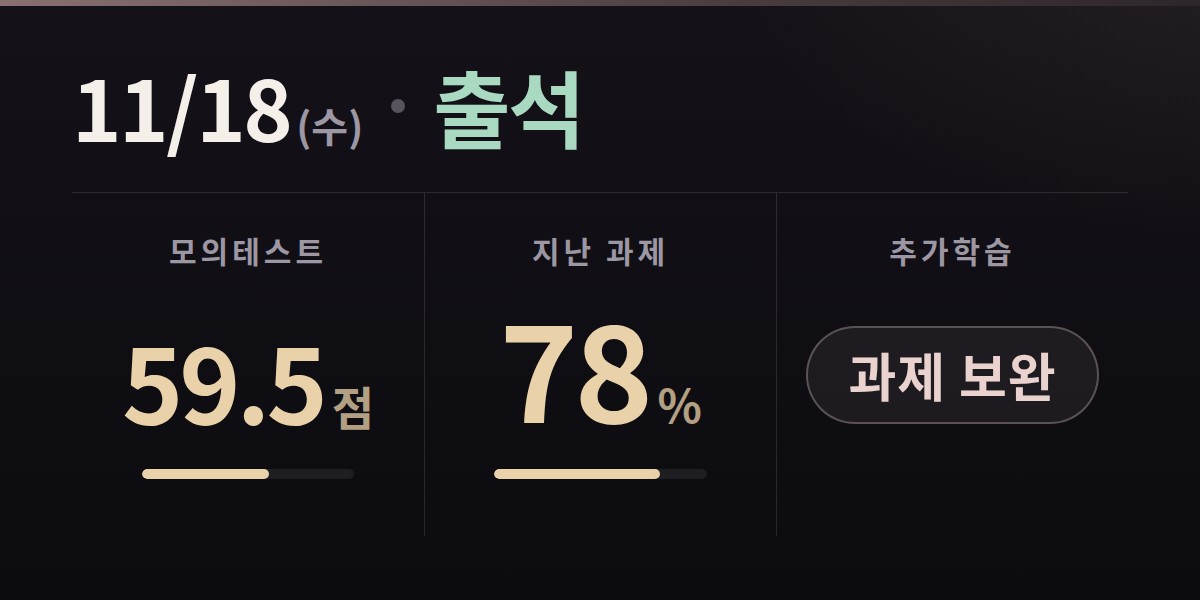 11/18(수) • 출석
모의테스트 지난 과제 추가학습
59.5점 78% 과제 보완